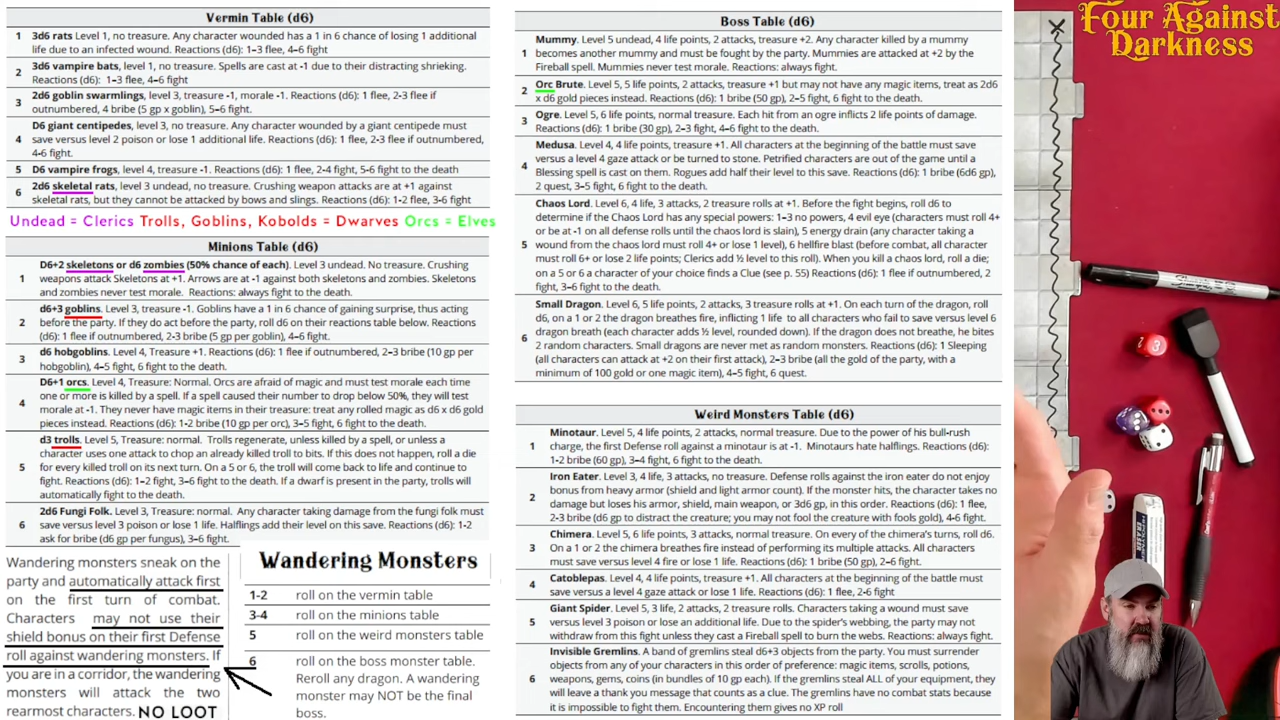 Vermin Table (d6)
1 3d6 rats Level 1, no treasure. Any character wounded has a 1 in 6 chance of losing 1 additional
life due to an infected wound. Reactions (d6): 1–3 flee, 4–6 fight
2 3d6 vampire bats, level 1, no treasure. Spells are cast at -1 due to their distracting shrieking.
Reactions (d6): 1–3 flee, 4–6 fight
3 2d6 goblin swarmlings, level 3, treasure -1, morale -1. Reactions (d6): 1 flee, 2-3 flee if
outnumbered, 4 bribe (5 gp x goblin), 5–6 fight.
4 D6 giant centipedes, level 3, no treasure. Any character wounded by a giant centipede must
save versus level 2 poison or lose 1 additional life. Reactions (d6): 1 flee, 2-3 flee if outnumbered,
4-6 fight.
5 D6 vampire frogs, level 4, treasure -1. Reactions (d6): 1 flee, 2-4 fight, 5-6 fight to the death
6 2d6 skeletal rats, level 3 undead, no treasure. Crushing weapon attacks are at +1 against
skeletal rats, but they cannot be attacked by bows and slings. Reactions (d6): 1-2 flee, 3-6 fight
Undead = Clerics Trolls, Goblins, Kobolds = Dwarves Orcs = Elves
Minions Table (d6)
1 D6+2 skeletons or d6 zombies (50% chance of each). Level 3 undead. No treasure. Crushing
weapon attacks Skeletons at +1. Arrows are at -1 against both skeletons and zombies. Skeletons
and zombies never test morale. Reactions: always fight to the death.
2 d6+3 goblins. Level 3, treasure -1. Goblins have a 1 in 6 chance of gaining surprise, thus acting
before the party. If they do act before the party, roll d6 on their reactions table below. Reactions
(d6): 1 flee if outnumbered, 2-3 bribe (5 gp per goblin), 4–6 fight.
3 d6 hobgoblins. Level 4, Treasure +1. Reactions (d6): 1 flee if outnumbered, 2–3 bribe (10 gp per
hobgoblin), 4–5 fight, 6 fight to the death.
4 D6+1 orcs. Level 4, Treasure: Normal. Orcs are afraid of magic and must test morale each time
one or more is killed by a spell. If a spell caused their number to drop below 50%, they will test
morale at -1. They never have magic items in their treasure: treat any rolled magic as d6 x d6 gold
pieces instead. Reactions (d6): 1-2 bribe (10 gp per orc), 3–5 fight, 6 fight to the death.
5 d3 trolls. Level 5, Treasure: normal. Trolls regenerate, unless killed by a spell, or unless a
character uses one attack to chop an already killed troll to bits. If this does not happen, roll a die
for every killed troll on its next turn. On a 5 or 6, the troll will come back to life and continue to
fight. Reactions (d6): 1–2 fight, 3–6 fight to the death. If a dwarf is present in the party, trolls will
automatically fight to the death.
6 2d6 Fungi Folk. Level 3, Treasure: normal. Any character taking damage from the fungi folk must
save versus level 3 poison or lose 1 life. Halflings add their level on this save. Reactions (d6): 1-2
ask for bribe (d6 gp per fungus), 3–6 fight.
Wandering monsters sneak on the
party and automatically attack first
on the first turn of combat.
Characters may not use their
shield bonus on their first Defense
roll against wandering monsters. If
you are in a corridor, the wandering
monsters will attack the two
rearmost characters. NO LOOT
Wandering Monsters
1-2 roll on the vermin table
3-4 roll on the minions table
5 roll on the weird monsters table
6 roll on the boss monster table.
Reroll any dragon. A wandering
monster may NOT be the final
boss.
Boss Table (d6)
1 Mummy. Level 5 undead, 4 life points, 2 attacks, treasure +2. Any character killed by a mummy
becomes another mummy and must be fought by the party. Mummies are attacked at +2 by the
Fireball spell. Mummies never test morale. Reactions: always fight.
2 Orc Brute. Level 5, 5 life points, 2 attacks, treasure +1 but may not have any magic items, treat as 2d6
x d6 gold pieces instead. Reactions (d6): 1 bribe (50 gp), 2–5 fight, 6 fight to the death.
3 Ogre. Level 5, 6 life points, normal treasure. Each hit from an ogre inflicts 2 life points of damage.
Reactions (d6): 1 bribe (30 gp), 2–3 fight, 4–6 fight to the death.
4 Medusa. Level 4, 4 life points, treasure +1. All characters at the beginning of the battle must save
versus a level 4 gaze attack or be turned to stone. Petrified characters are out of the game until a
Blessing spell is cast on them. Rogues add half their level to this save. Reactions (d6): 1 bribe (6d6 gp),
2 quest, 3–5 fight, 6 fight to the death.
5 Chaos Lord. Level 6, 4 life, 3 attacks, 2 treasure rolls at +1. Before the fight begins, roll d6 to
determine if the Chaos Lord has any special powers: 1–3 no powers, 4 evil eye (characters must roll 4+
or be at -1 on all defense rolls until the chaos lord is slain), 5 energy drain (any character taking a
wound from the chaos lord must roll 4+ or lose 1 level), 6 hellfire blast (before combat, all character
must roll 6+ or lose 2 life points; Clerics add ½ level to this roll). When you kill a chaos lord, roll a die;
on a 5 or 6 a character of your choice finds a Clue (see p. 55) Reactions (d6): 1 flee if outnumbered, 2
fight, 3–6 fight to the death.
6 Small Dragon. Level 6, 5 life points, 2 attacks, 3 treasure rolls at +1. On each turn of the dragon, roll
d6, on a 1 or 2 the dragon breathes fire, inflicting 1 life to all characters who fail to save versus level 6
dragon breath (each character adds ½ level, rounded down). If the dragon does not breathe, he bites
2 random characters. Small dragons are never met as random monsters. Reactions (d6): 1 Sleeping
(all characters can attack at +2 on their first attack), 2–3 bribe (all the gold of the party, with a
minimum of 100 gold or one magic item), 4–5 fight, 6 quest.
Weird Monsters Table (d6)
1 Minotaur. Level 5, 4 life points, 2 attacks, normal treasure. Due to the power of his bull-rush
charge, the first Defense roll against a minotaur is at -1. Minotaurs hate halflings. Reactions (d6):
1-2 bribe (60 gp), 3–4 fight, 6 fight to the death.
2 Iron Eater. Level 3, 4 life, 3 attacks, no treasure. Defense rolls against the iron eater do not enjoy
bonus from heavy armor (shield and light armor count). If the monster hits, the character takes no
damage but loses his armor, shield, main weapon, or 3d6 gp, in this order. Reactions (d6): 1 flee,
2–3 bribe (d6 gp to distract the creature; you may not fool the creature with fools gold), 4–6 fight.
3 Chimera. Level 5, 6 life points, 3 attacks, normal treasure. On every of the chimera's turns, roll d6.
On a 1 or 2 the chimera breathes fire instead of performing its multiple attacks. All characters
must save versus level 4 fire or lose 1 life. Reactions (d6): 1 bribe (50 gp), 2–6 fight.
4 Catoblepas. Level 4, 4 life points, treasure +1. All characters at the beginning of the battle must
save versus a level 4 gaze attack or lose 1 life. Reactions (d6): 1 flee, 2-6 fight
5 Giant Spider. Level 5, 3 life, 2 attacks, 2 treasure rolls. Characters taking a wound must save
versus level 3 poison or lose an additional life. Due to the spider's webbing, the party may not
withdraw from this fight unless they cast a Fireball spell to burn the webs. Reactions: always fight.
6 Invisible Gremlins. A band of gremlins steal d6+3 objects from the party. You must surrender
objects from any of your characters in this order of preference: magic items, scrolls, potions,
weapons, gems, coins (in bundles of 10 gp each). If the gremlins steal ALL of your equipment, they
will leave a thank you message that counts as a clue. The gremlins have no combat stats because
it is impossible to fight them. Encountering them gives no XP roll
Four Against
Darkness